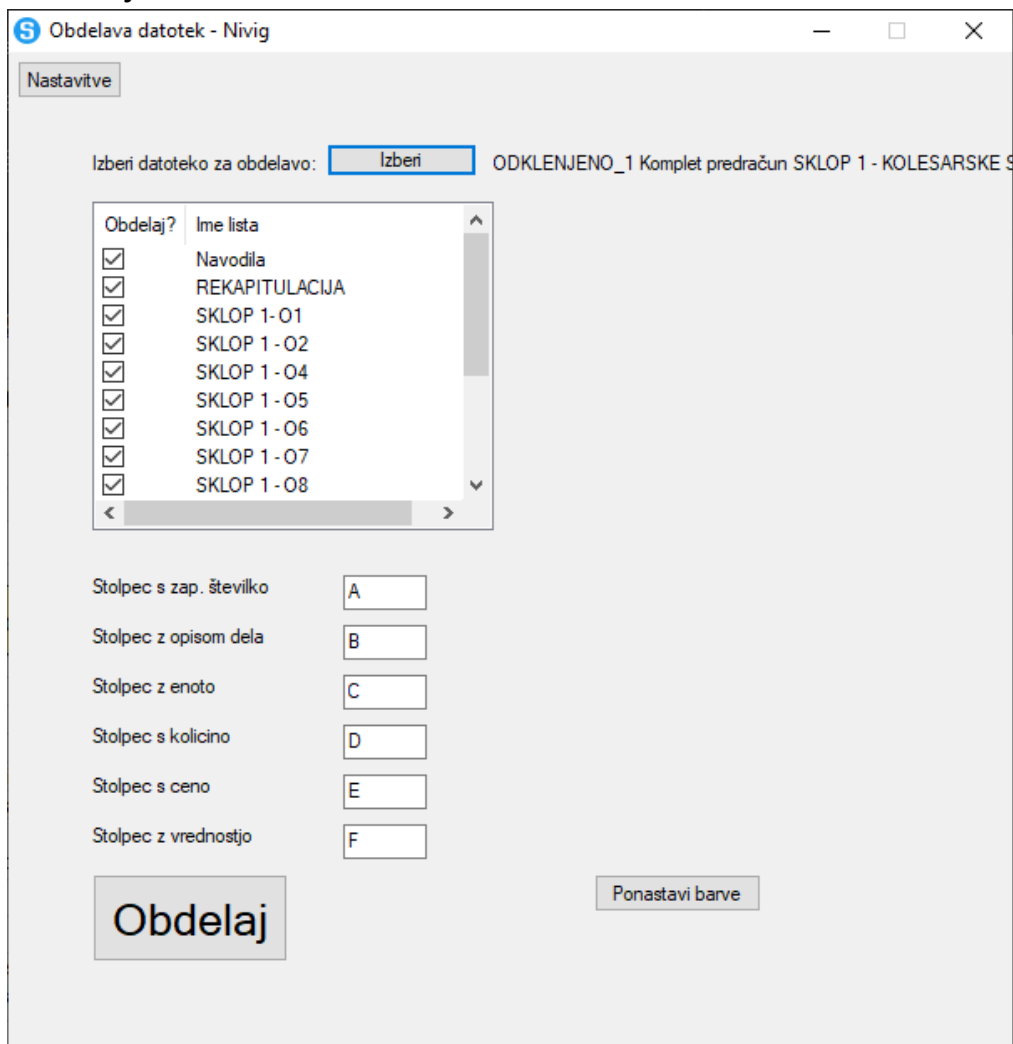 Obdelava datotek - Nivig
Nastavitve
Izberi datoteko za obdelavo: Izberi ODKLENJENO_1 Komplet predračun SKLOP 1 - KOLESARSKE
Obdelaj? Ime lista
Navodila
REKAPITULACIJA
SKLOP 1- O1
SKLOP 1 - O2
SKLOP 1 - O4
SKLOP 1 - O5
SKLOP 1 - O6
SKLOP 1 - O7
SKLOP 1 - O8
Stolpec s zap. številko A
Stolpec z opisom dela B
Stolpec z enoto C
Stolpec s kolicino D
Stolpec s ceno E
Stolpec z vrednostjo F
Obdelaj Ponastavi barve